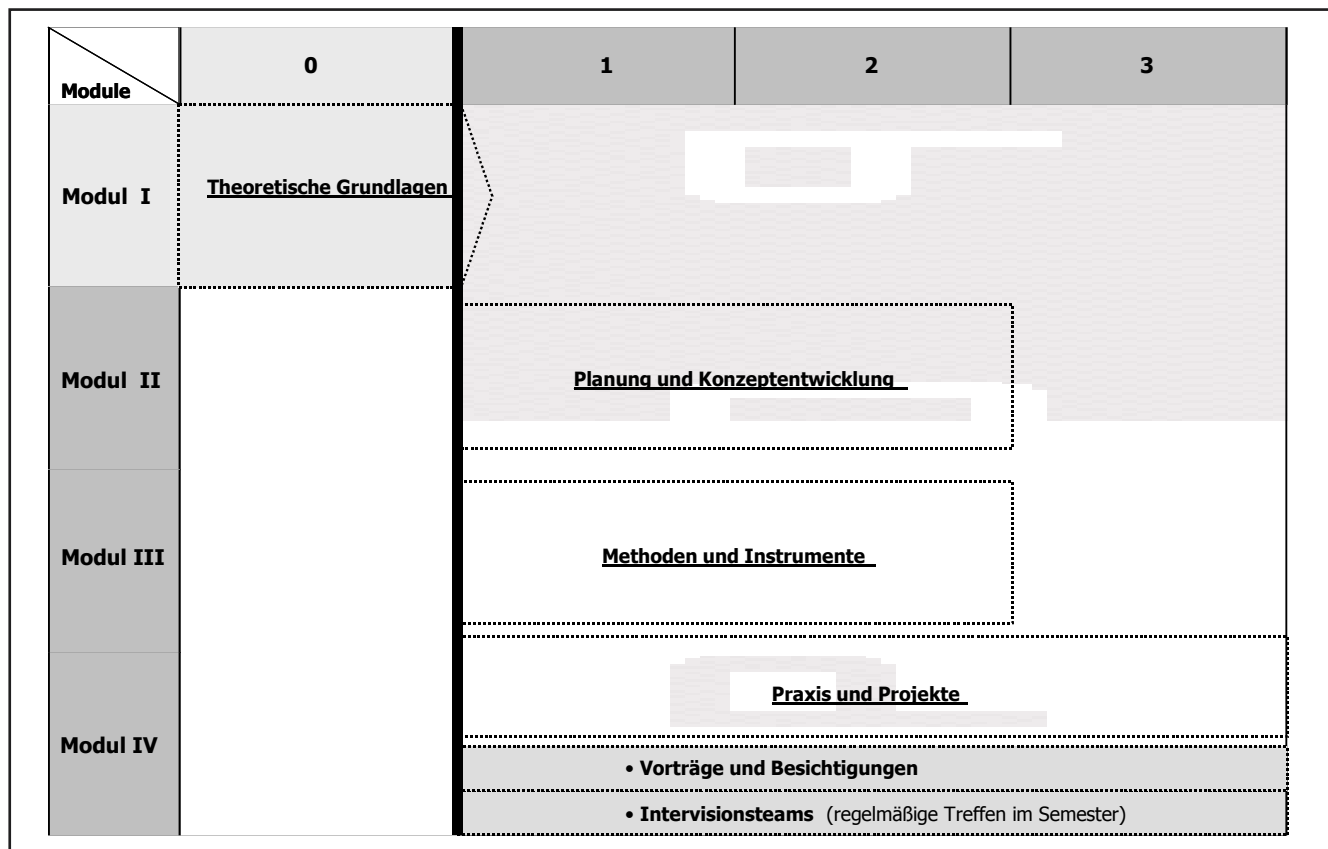 Module
0
1
2
3
Modul I
Theoretische Grundlagen
Modul II
Planung und Konzeptentwicklung
Modul III
Methoden und Instrumente
Modul IV
Praxis und Projekte
• Vorträge und Besichtigungen
• Intervisionsteams (regelmäßige Treffen im Semester)